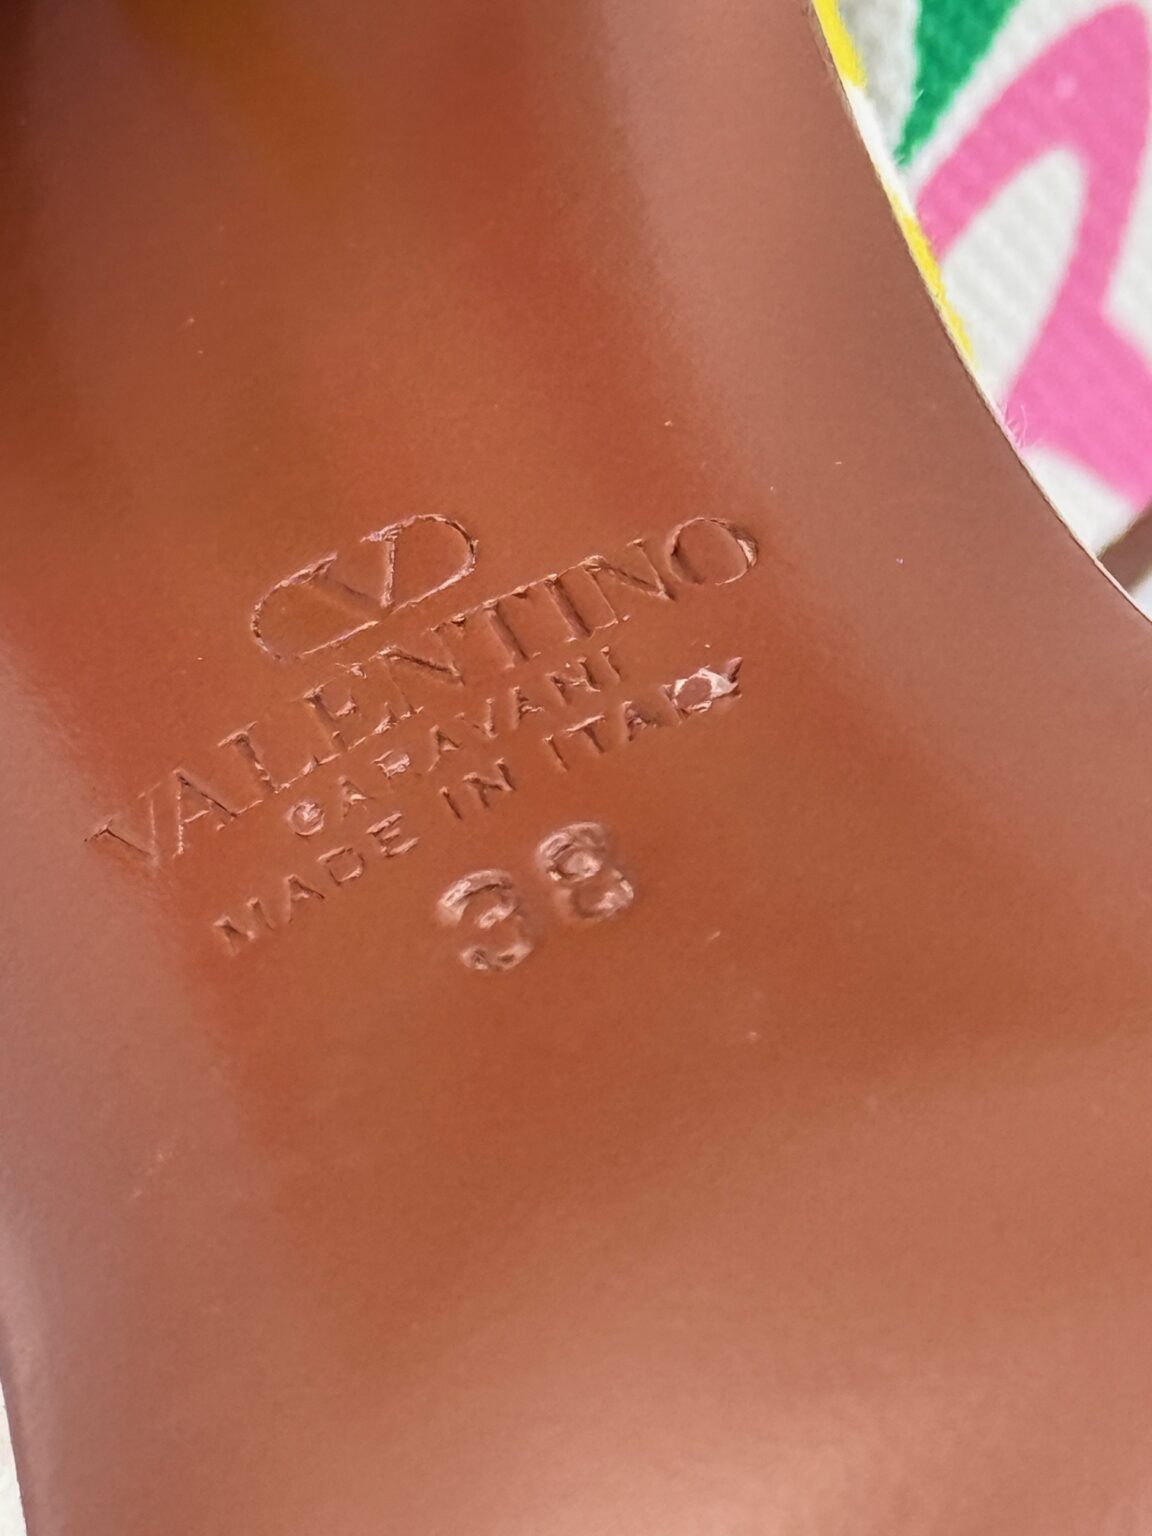 V
VALENTINO
GARAVANI
MADE IN ITALY
38